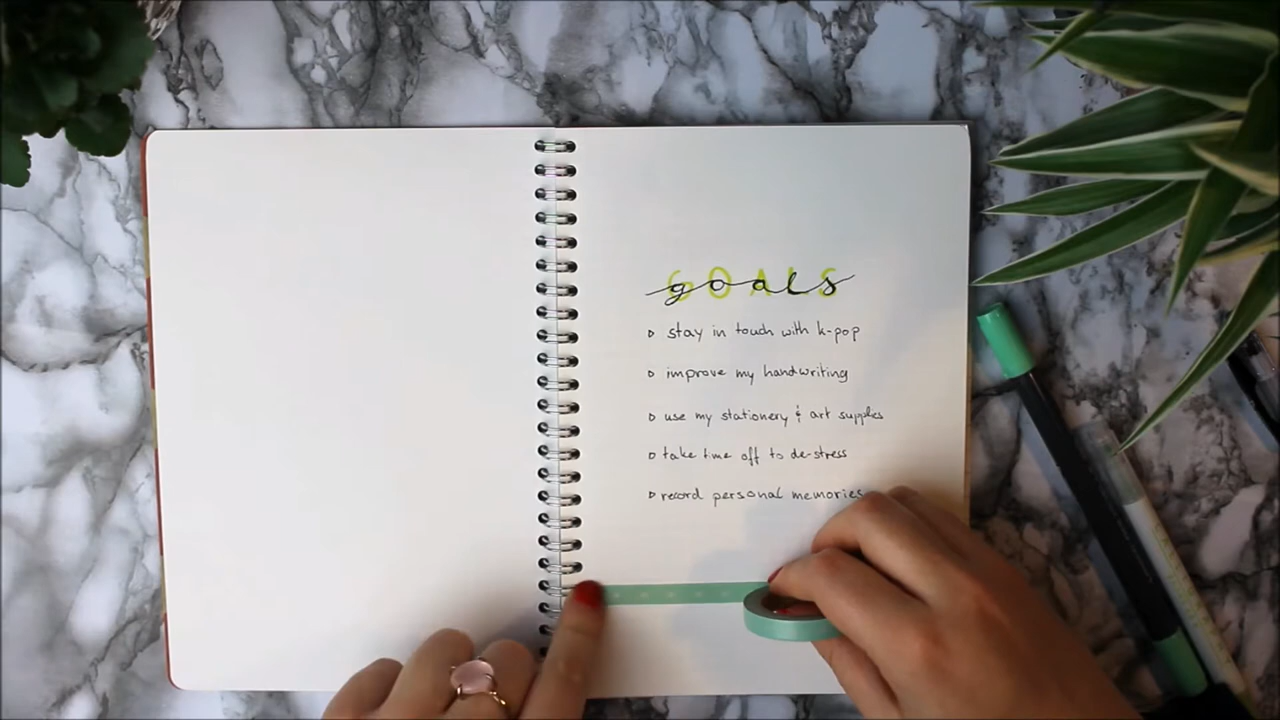 GOALS
goals
stay in touch with k-pop
improve my handwriting
use my stationery & art supplies
take time off to de-stress
record personal memories